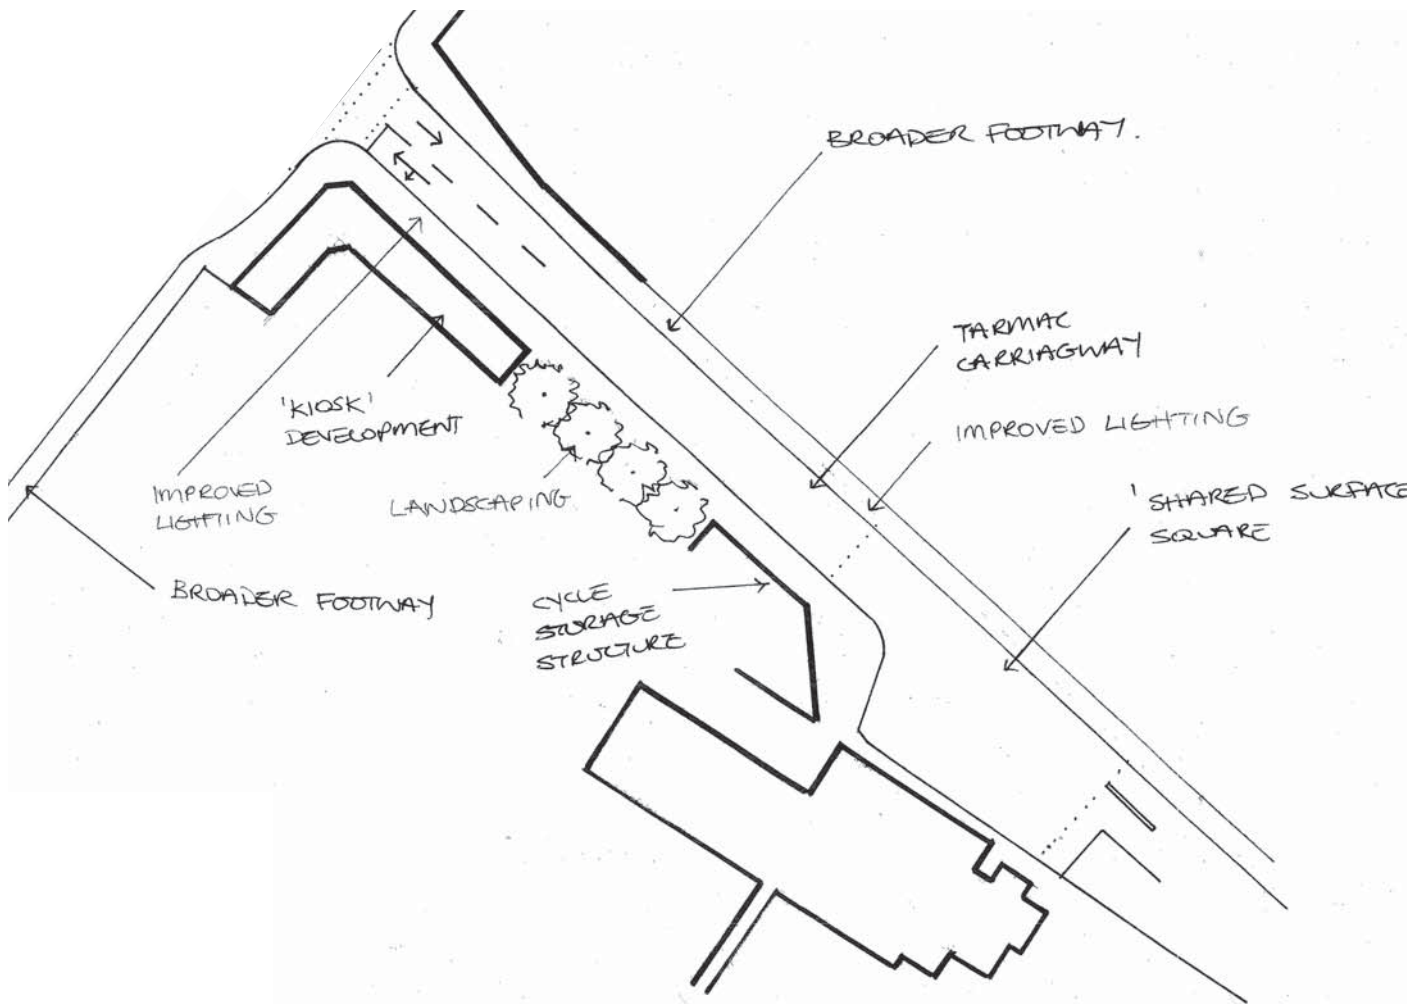 BROADER FOOTWAY.
TARMAC
CARRIAGWAY
IMPROVED LIGHTING
'SHARED SURFACE
SQUARE
'KIOSK'
DEVELOPMENT
IMPROVED
LIGHTING
LANDSCAPING
BROADER FOOTWAY
CYCLE
STORAGE
STRUCTURE